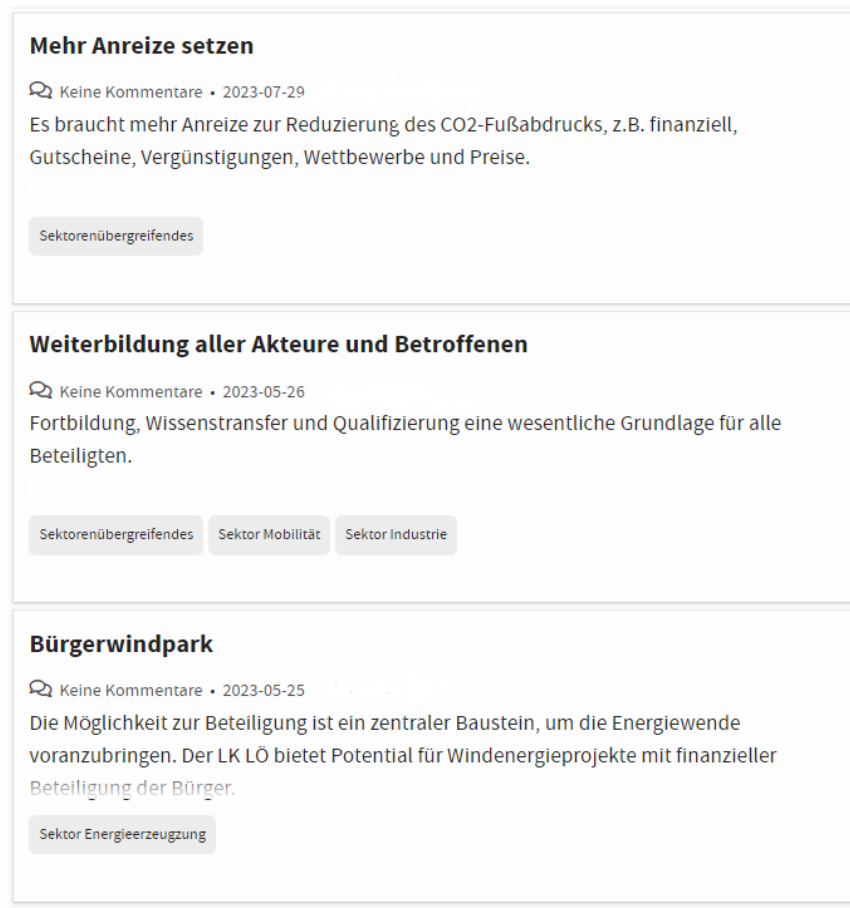 Mehr Anreize setzen
Keine Kommentare • 2023-07-29
Es braucht mehr Anreize zur Reduzierung des CO2-Fußabdrucks, z.B. finanziell,
Gutscheine, Vergünstigungen, Wettbewerbe und Preise.
Sektorenübergreifendes
Weiterbildung aller Akteure und Betroffenen
Keine Kommentare • 2023-05-26
Fortbildung, Wissenstransfer und Qualifizierung eine wesentliche Grundlage für alle
Beteiligten.
Sektorenübergreifendes Sektor Mobilität Sektor Industrie
Bürgerwindpark
Keine Kommentare • 2023-05-25
Die Möglichkeit zur Beteiligung ist ein zentraler Baustein, um die Energiewende
voranzubringen. Der LK LÖ bietet Potential für Windenergieprojekte mit finanzieller
Beteiligung der Bürger.
Sektor Energieerzeugzung